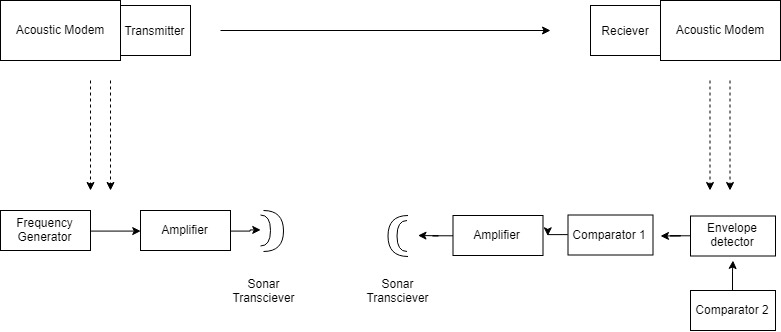 Acoustic Modem
Transmitter
Reciever
Acoustic Modem
Frequency
Generator
Amplifier
Amplifier
Comparator 1
Envelope
detector
Sonar
Transciever
Sonar
Transciever
Comparator 2